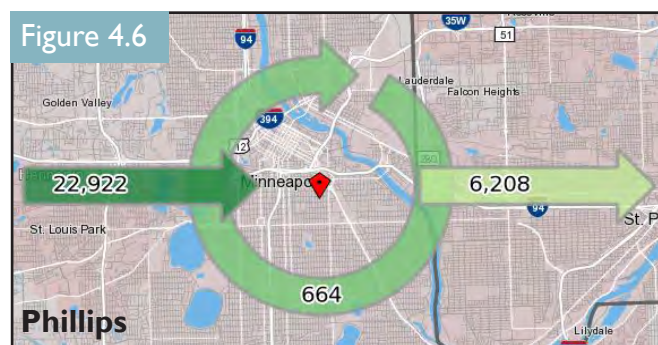 Figure 4.6
35W
94
51
Lauderdale
Golden Valley
Falcon Heights
394
12
22,922
Minneapo
6,208
94
St. Louis Park
St. P
664
Phillips
Lilydale